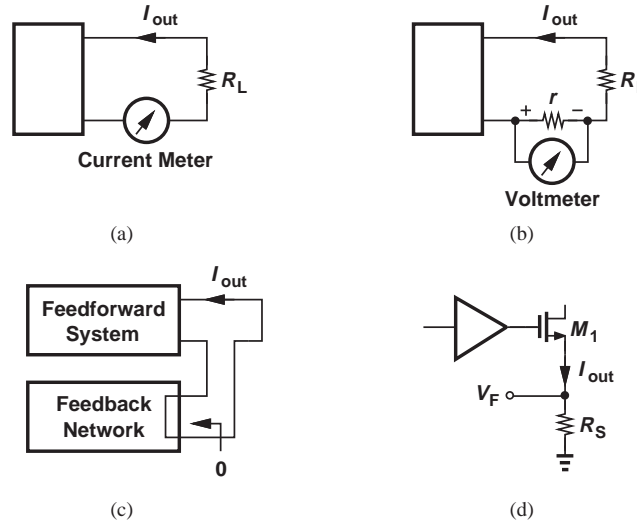 I out
R L
Current Meter
(a)
I out
R
+ r −
Voltmeter
(b)
I out
Feedforward
System
Feedback
Network
0
(c)
M 1
I out
V F
R S
(d)